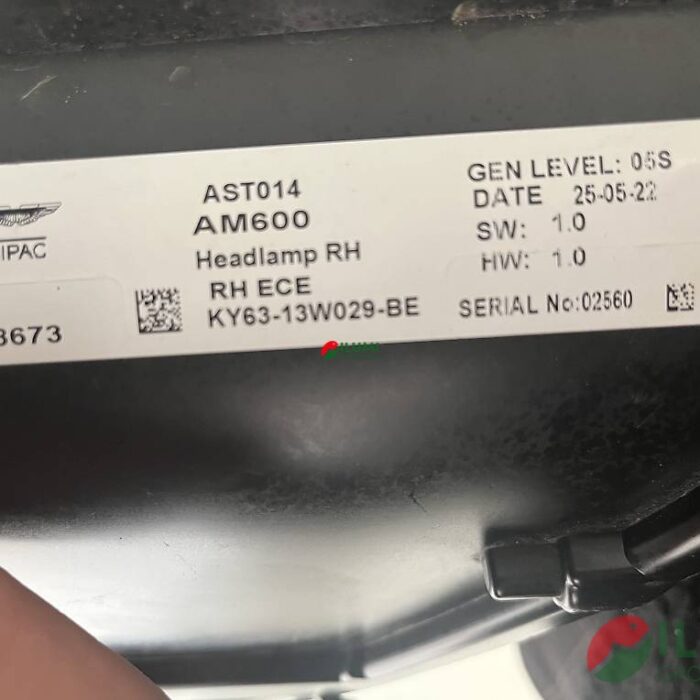 AST014
AM600
Headlamp RH
RH ECE
KY63-13W029-BE
GEN LEVEL: 05S
DATE 25-05-22
SW: 1.0
HW: 1.0
SERIAL No:02560
IPAC
3673